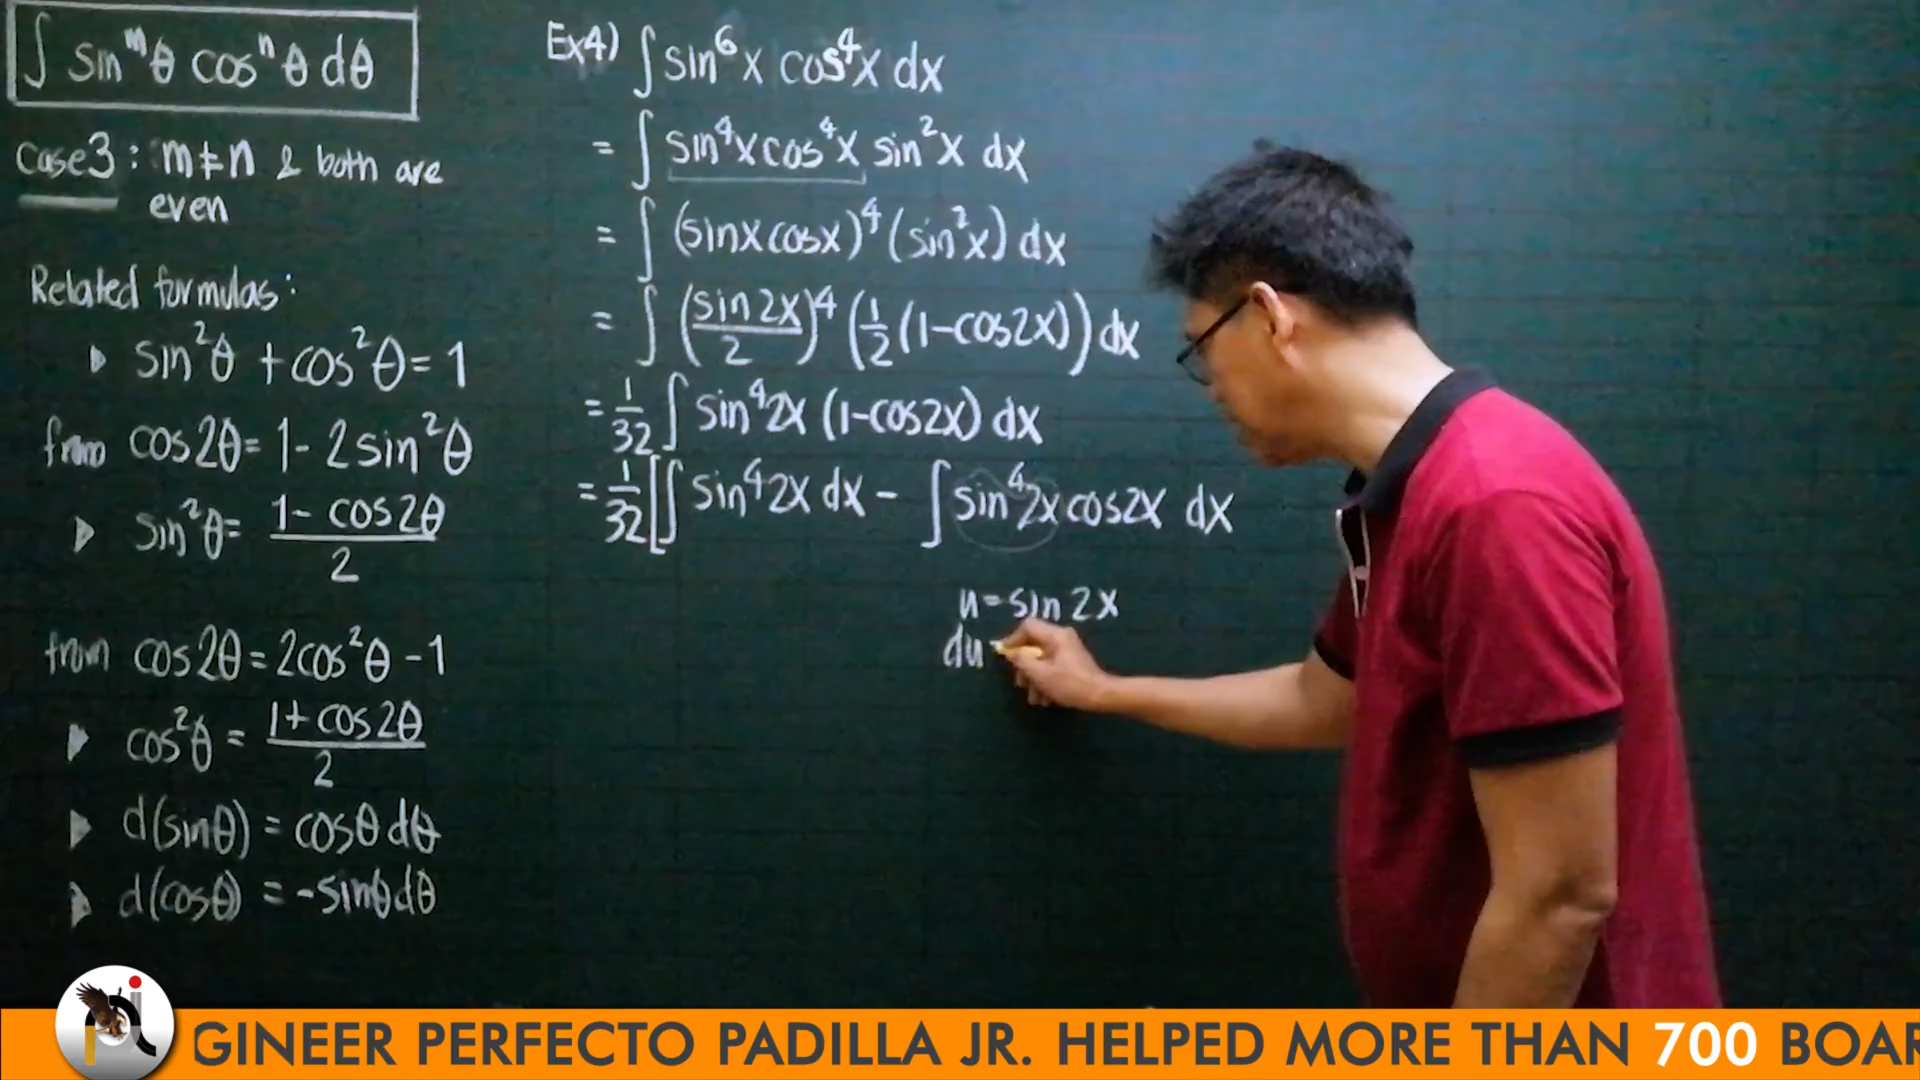 ∫ sin^m θ cos^n θ dθ
case3 : m≠n & both are
even
Related formulas:
▷ sin²θ + cos²θ = 1
from cos2θ = 1 - 2sin²θ
▷ sin²θ = (1 - cos2θ)/2
from cos2θ = 2cos²θ - 1
▷ cos²θ = (1 + cos2θ)/2
▷ d(sinθ) = cosθ dθ
▷ d(cosθ) = -sinθ dθ
Ex4) ∫ sin⁶x cos⁴x dx
= ∫ sin⁴x cos⁴x sin²x dx
= ∫ (sinx cosx)⁴ (sin²x) dx
= ∫ (sin2x/2)⁴ (1/2 (1-cos2x)) dx
= 1/32 ∫ sin⁴2x (1-cos2x) dx
= 1/32 [∫ sin⁴2x dx - ∫ sin⁴2x cos2x dx
u = sin 2x
du =
GINEER PERFECTO PADILLA JR. HELPED MORE THAN 700 BOAR